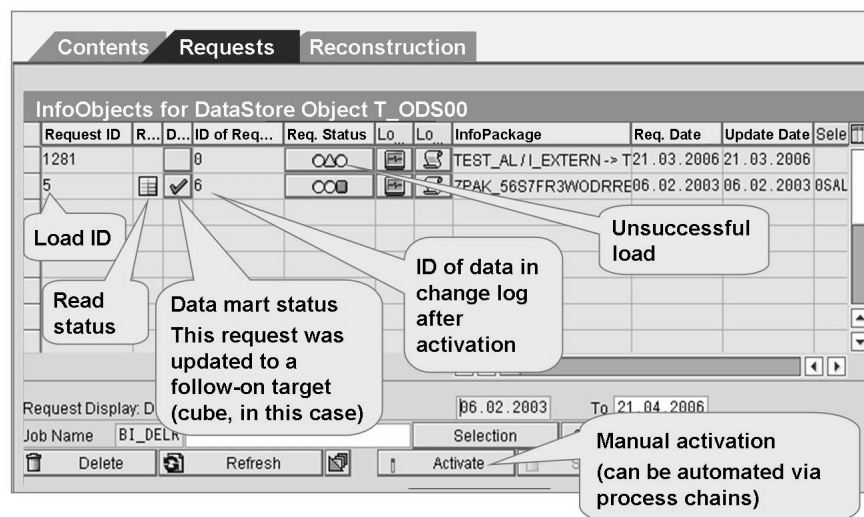 Contents Requests Reconstruction
InfoObjects for DataStore Object T_ODS00
Request ID R... D... ID of Req... Req. Status Lo... Lo... InfoPackage Req. Date Update Date Sele
1281 0 TEST_AL / I_EXTERN -> T 21.03.2006 21.03.2006
5 6 ZPAK_56S7FR3WODRRE 06.02.2003 06.02.2003 0SAL
Load ID
Unsuccessful
load
Read
status
Data mart status
This request was
updated to a
follow-on target
(cube, in this case)
ID of data in
change log
after
activation
Request Display: D 06.02.2003 To 21.04.2006
Job Name BI_DELR Selection
Delete Refresh Activate
Manual activation
(can be automated via
process chains)